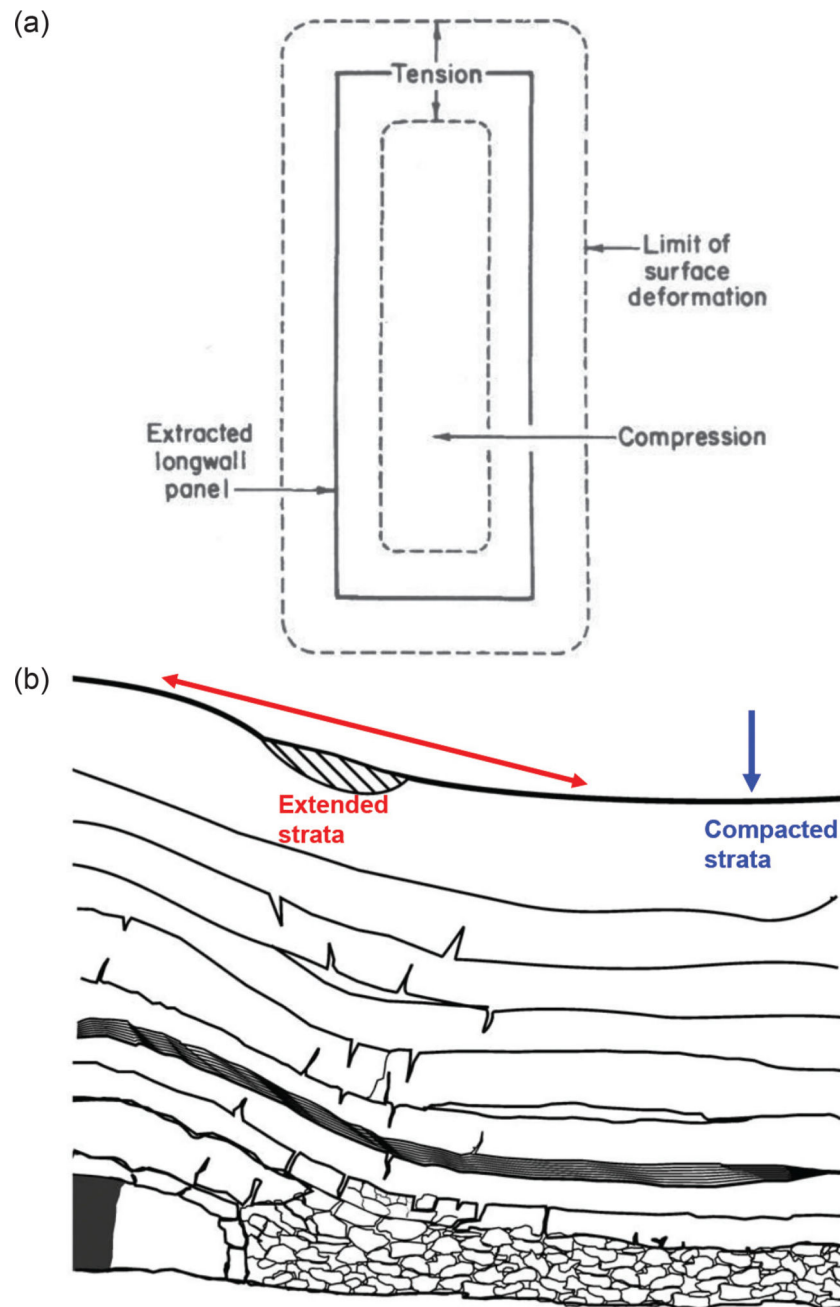 (a)
Tension
Limit of
surface
deformation
Extracted
longwall
panel
Compression
(b)
Extended
strata
Compacted
strata